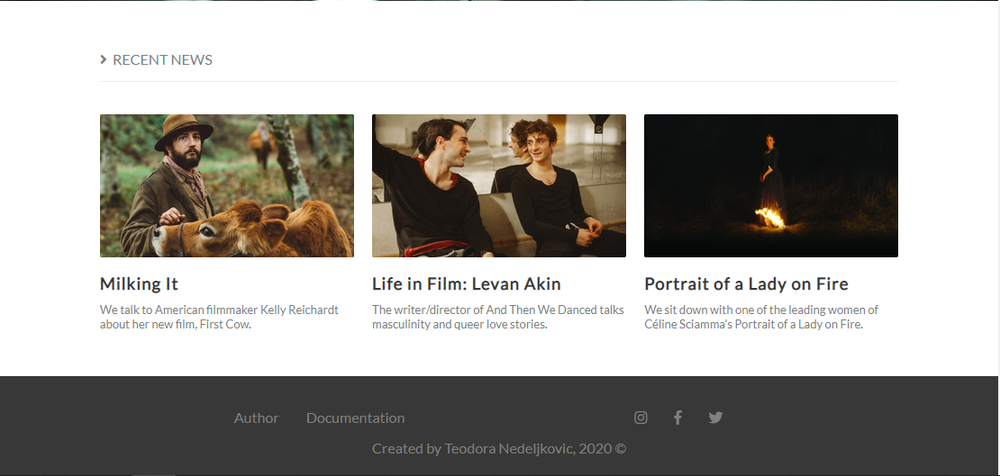 RECENT NEWS
Milking It
We talk to American filmmaker Kelly Reichardt
about her new film, First Cow.
Life in Film: Levan Akin
The writer/director of And Then We Danced talks
masculinity and queer love stories.
Portrait of a Lady on Fire
We sit down with one of the leading women of
Céline Sciamma’s Portrait of a Lady on Fire.
Author Documentation
Created by Teodora Nedeljkovic, 2020 ©